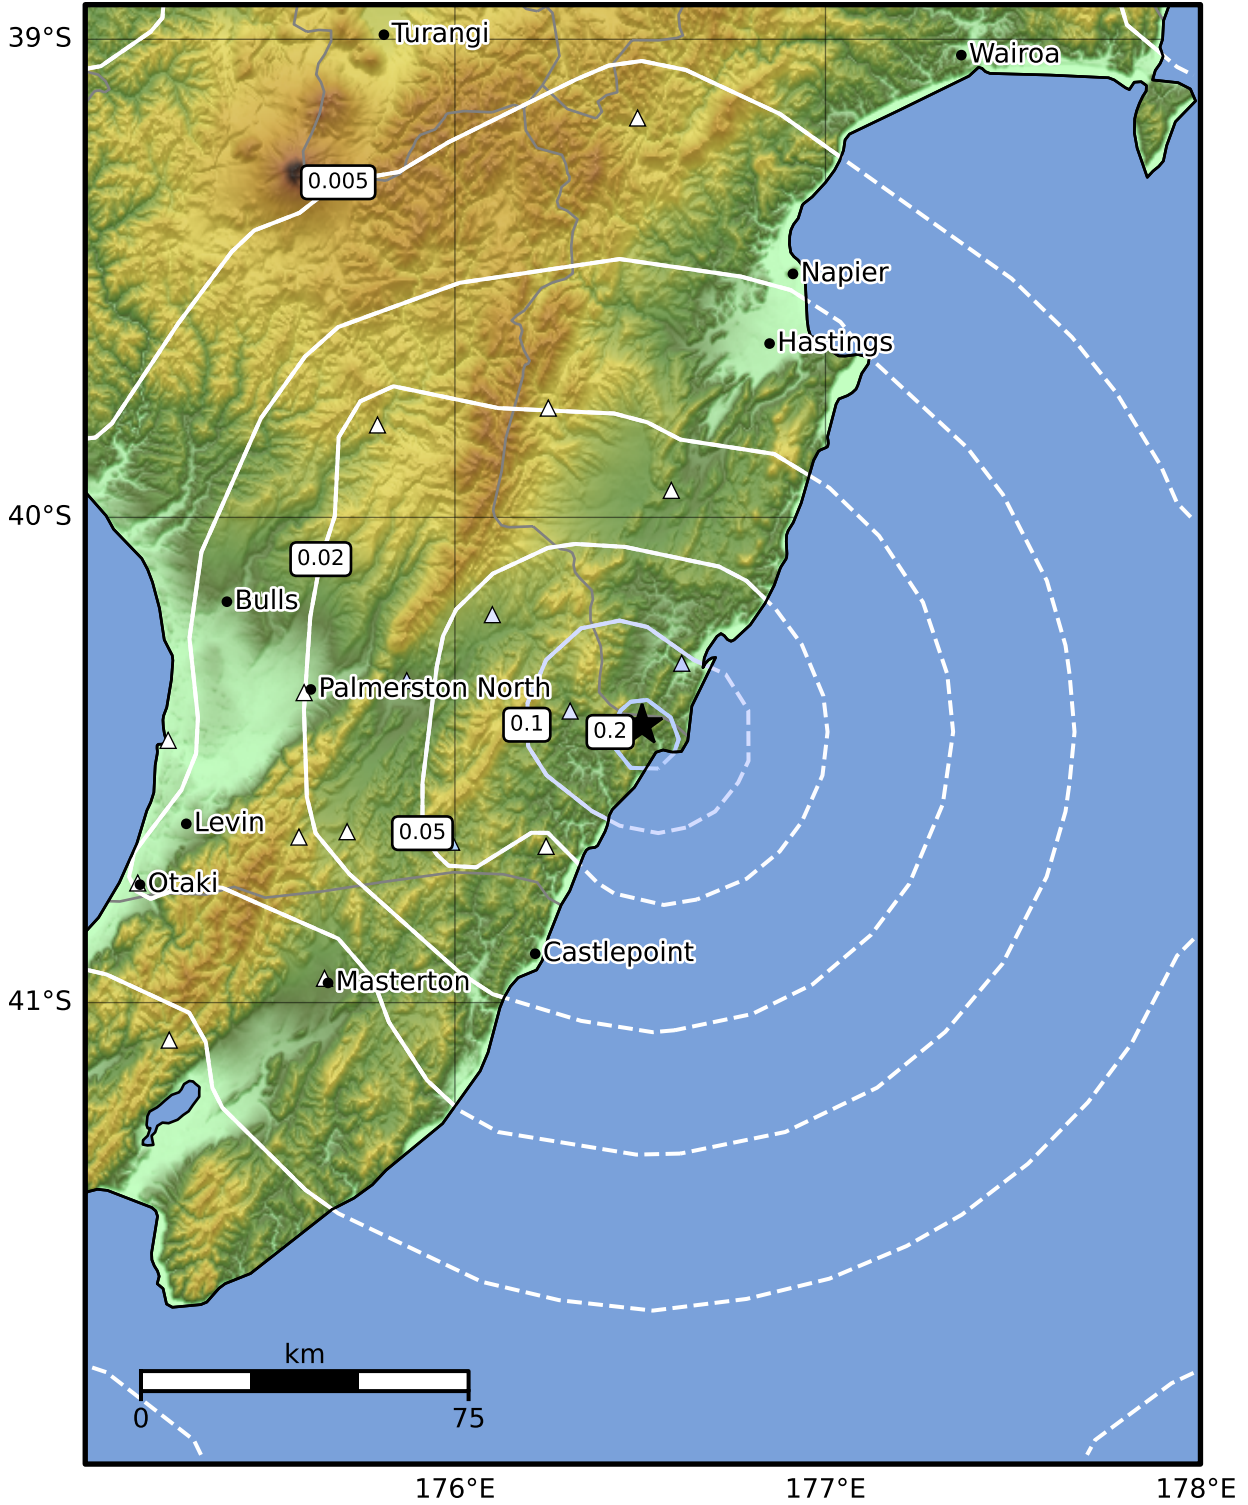 39°S
Turangi
Wairoa
0.005
Napier
Hastings
40°S
0.02
Bulls
Palmerston North
0.1
0.2
Levin
0.05
Otaki
Castlepoint
Masterton
41°S
km
0 75
176°E 177°E 178°E